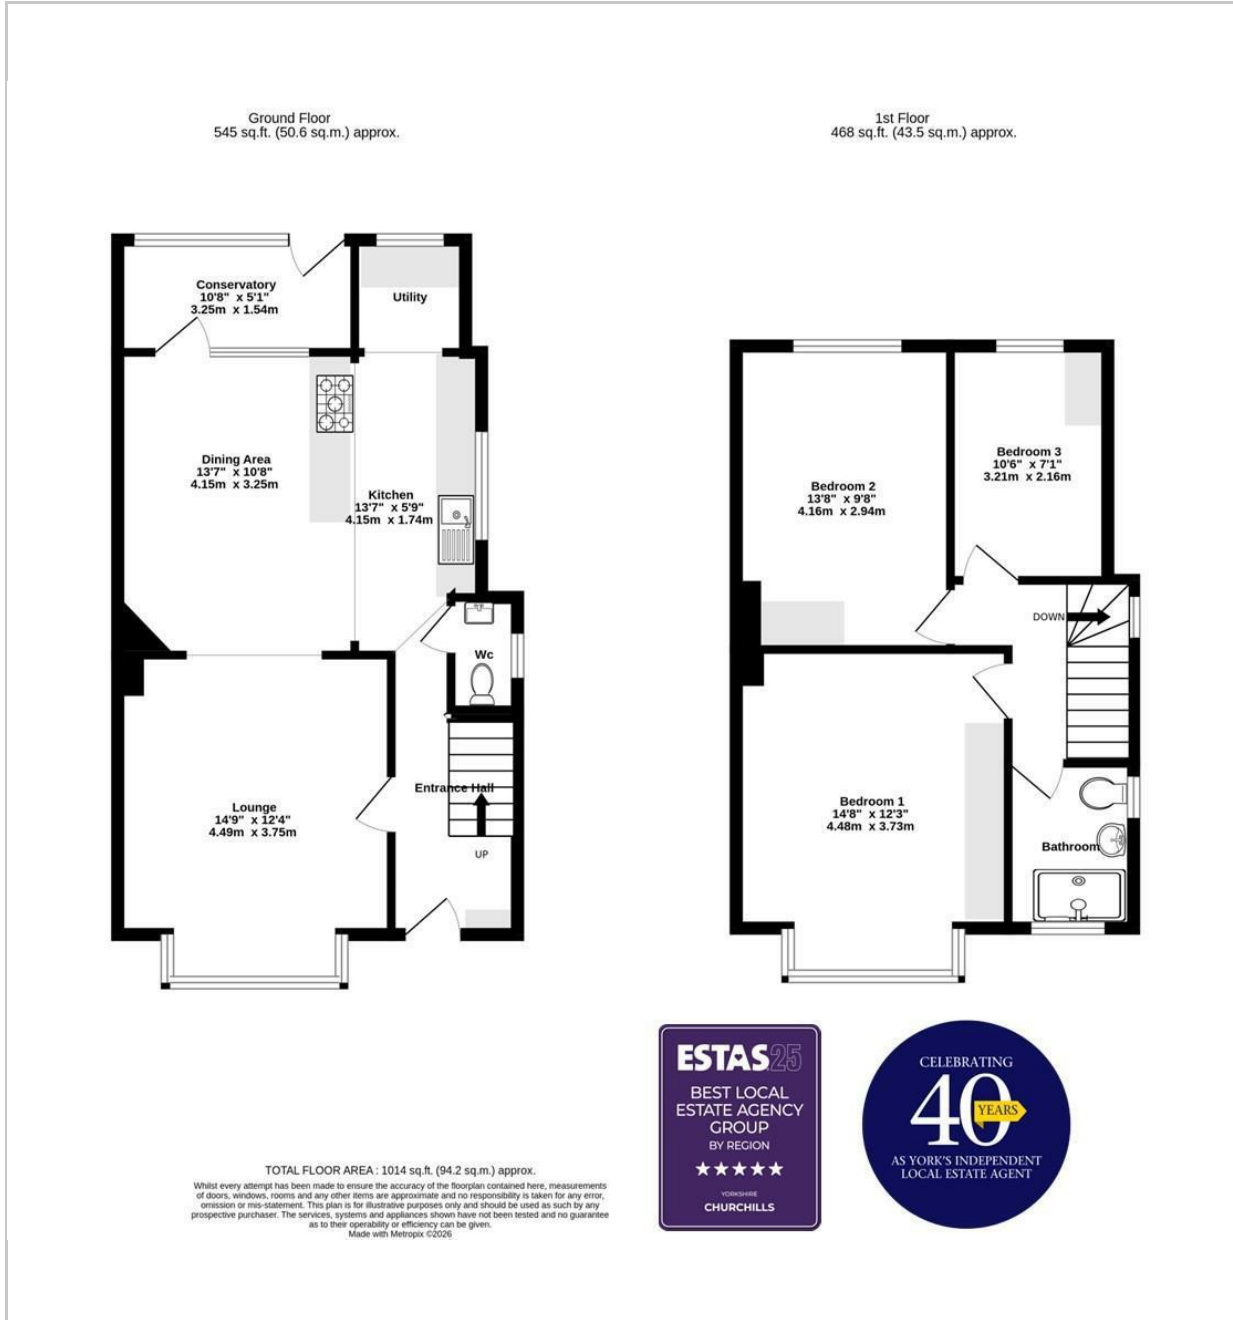 Ground Floor
545 sq.ft. (50.6 sq.m.) approx.
1st Floor
468 sq.ft. (43.5 sq.m.) approx.
Conservatory
10'8" x 5'1"
3.25m x 1.54m
Utility
Dining Area
13'7" x 10'8"
4.15m x 3.25m
Kitchen
13'7" x 5'9"
4.15m x 1.74m
Wc
Entrance Hall
Lounge
14'9" x 12'4"
4.49m x 3.75m
UP
Bedroom 2
13'8" x 9'8"
4.16m x 2.94m
Bedroom 3
10'6" x 7'1"
3.21m x 2.16m
DOWN
Bedroom 1
14'8" x 12'3"
4.48m x 3.73m
Bathroom
TOTAL FLOOR AREA : 1014 sq.ft. (94.2 sq.m.) approx.
Whilst every attempt has been made to ensure the accuracy of the floorplan contained here, measurements
of doors, windows, rooms and any other items are approximate and no responsibility is taken for any error,
omission or mis-statement. This plan is for illustrative purposes only and should be used as such by any
prospective purchaser. The services, systems and appliances shown have not been tested and no guarantee
as to their operability or efficiency can be given.
Made with Metropix ©2026
ESTAS 25
BEST LOCAL
ESTATE AGENCY
GROUP
BY REGION
YORKSHIRE
CHURCHILLS
CELEBRATING
40
YEARS
AS YORK'S INDEPENDENT
LOCAL ESTATE AGENT